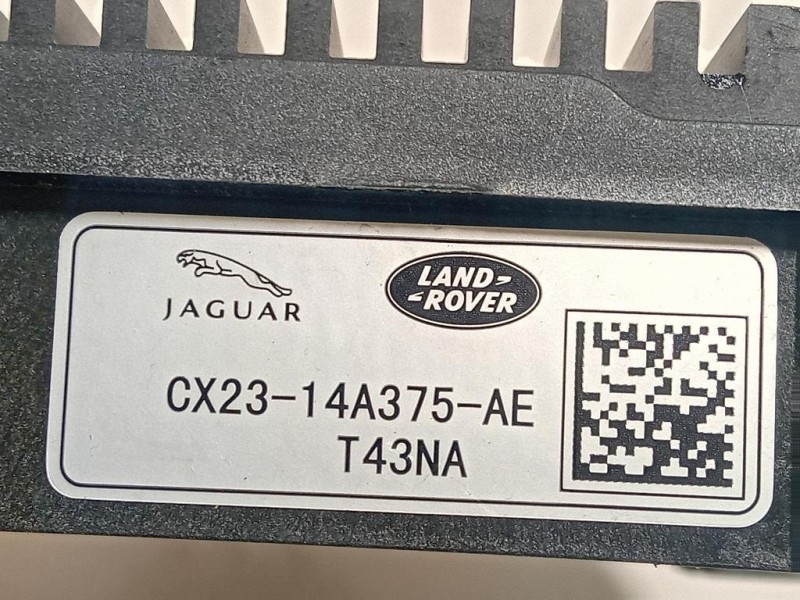 JAGUAR
LAND-
-ROVER
CX23-14A375-AE
T43NA